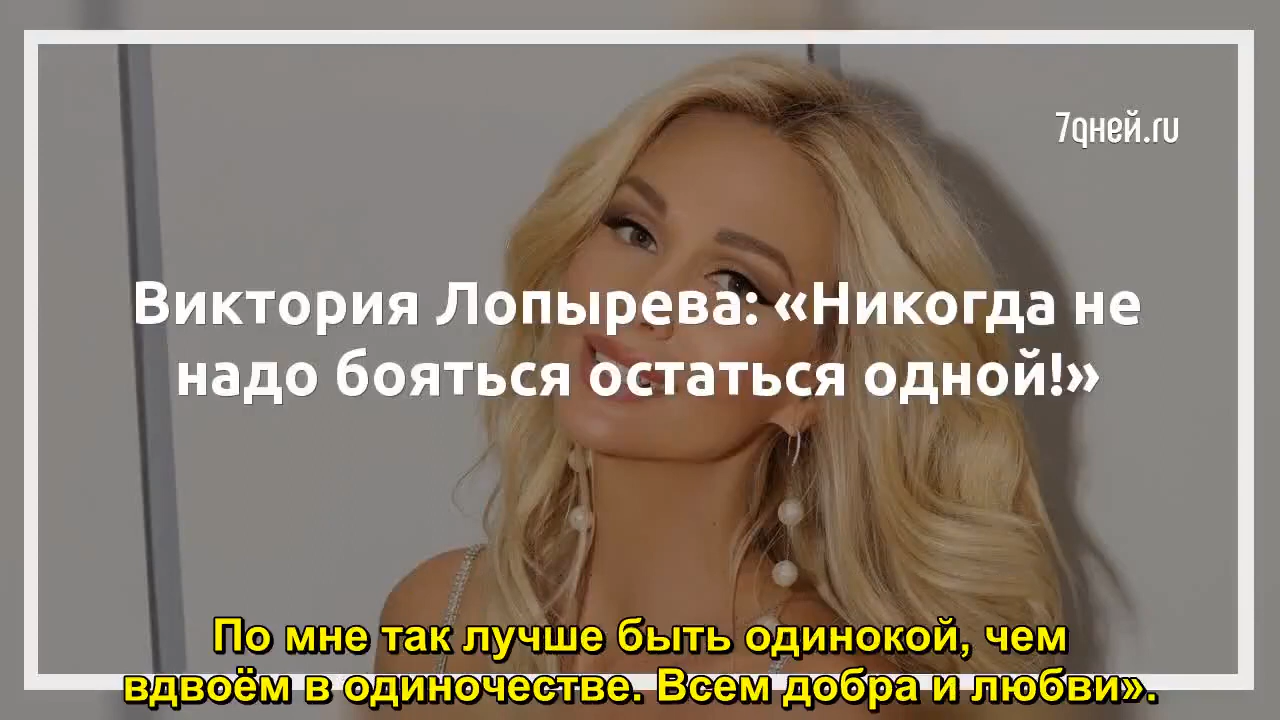 7дней.ru
Виктория Лопырева: «Никогда не
надо бояться остаться одной!»
По мне так лучше быть одинокой, чем
вдвоём в одиночестве. Всем добра и любви».